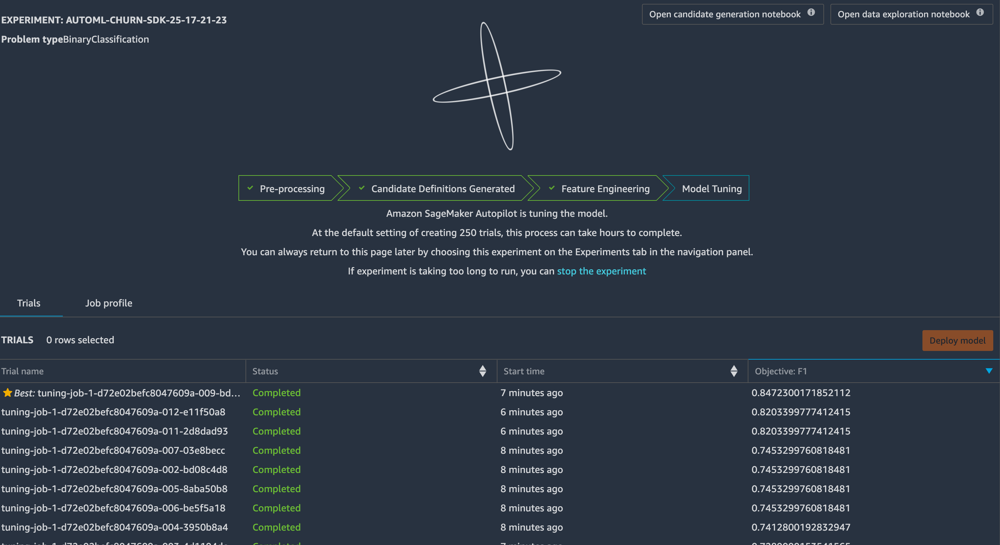 Open candidate generation notebook
Open data exploration notebook
EXPERIMENT: AUTOML-CHURN-SDK-25-17-21-23
Problem typeBinaryClassification
Pre-processing Candidate Definitions Generated Feature Engineering Model Tuning
Amazon SageMaker Autopilot is tuning the model.
At the default setting of creating 250 trials, this process can take hours to complete.
You can always return to this page later by choosing this experiment on the Experiments tab in the navigation panel.
If experiment is taking too long to run, you can stop the experiment
Trials Job profile
TRIALS 0 rows selected Deploy model
Trial name Status Start time Objective: F1
Best: tuning-job-1-d72e02befc8047609a-009-bd... Completed 7 minutes ago 0.8472300171852112
tuning-job-1-d72e02befc8047609a-012-e11f50a8 Completed 6 minutes ago 0.8203399777412415
tuning-job-1-d72e02befc8047609a-011-2d8dad93 Completed 6 minutes ago 0.8203399777412415
tuning-job-1-d72e02befc8047609a-007-03e8becc Completed 8 minutes ago 0.7453299760818481
tuning-job-1-d72e02befc8047609a-002-bd08c4d8 Completed 8 minutes ago 0.7453299760818481
tuning-job-1-d72e02befc8047609a-005-8aba50b8 Completed 8 minutes ago 0.7453299760818481
tuning-job-1-d72e02befc8047609a-006-be5f5a18 Completed 8 minutes ago 0.7453299760818481
tuning-job-1-d72e02befc8047609a-004-3950b8a4 Completed 8 minutes ago 0.7412800192832947
Completed 7 minutes ago